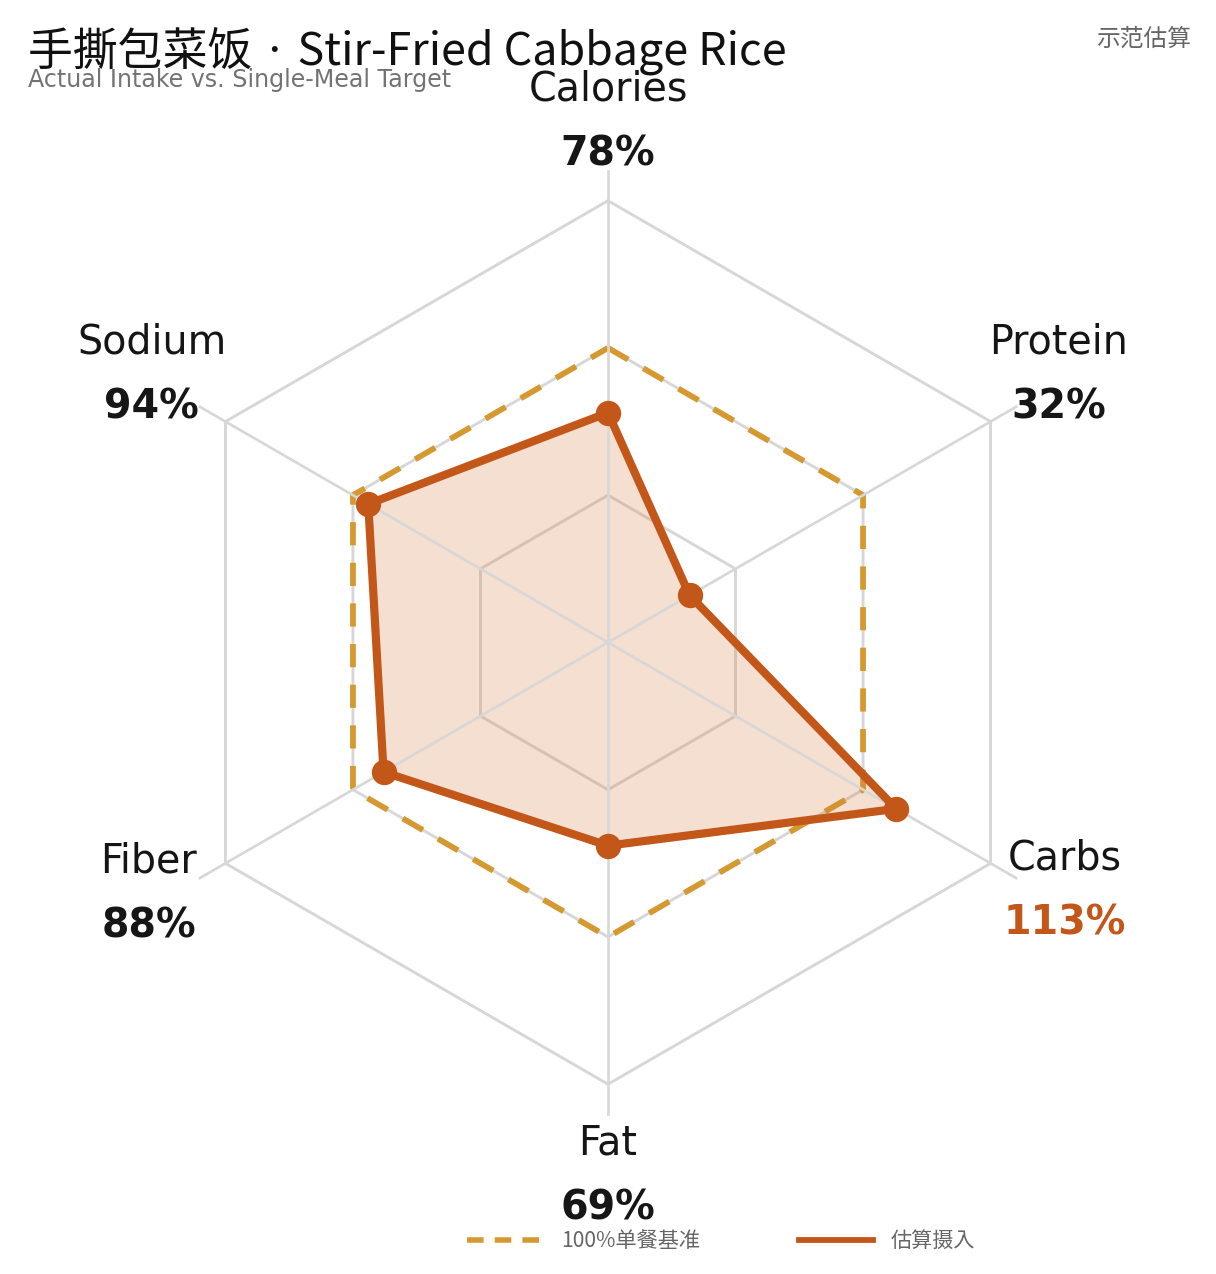 手撕包菜饭 · Stir-Fried Cabbage Rice
示范估算
Actual Intake vs. Single-Meal Target
Calories
78%
Sodium
94%
Protein
32%
Fiber
88%
Carbs
113%
Fat
69%
100%单餐基准
估算摄入